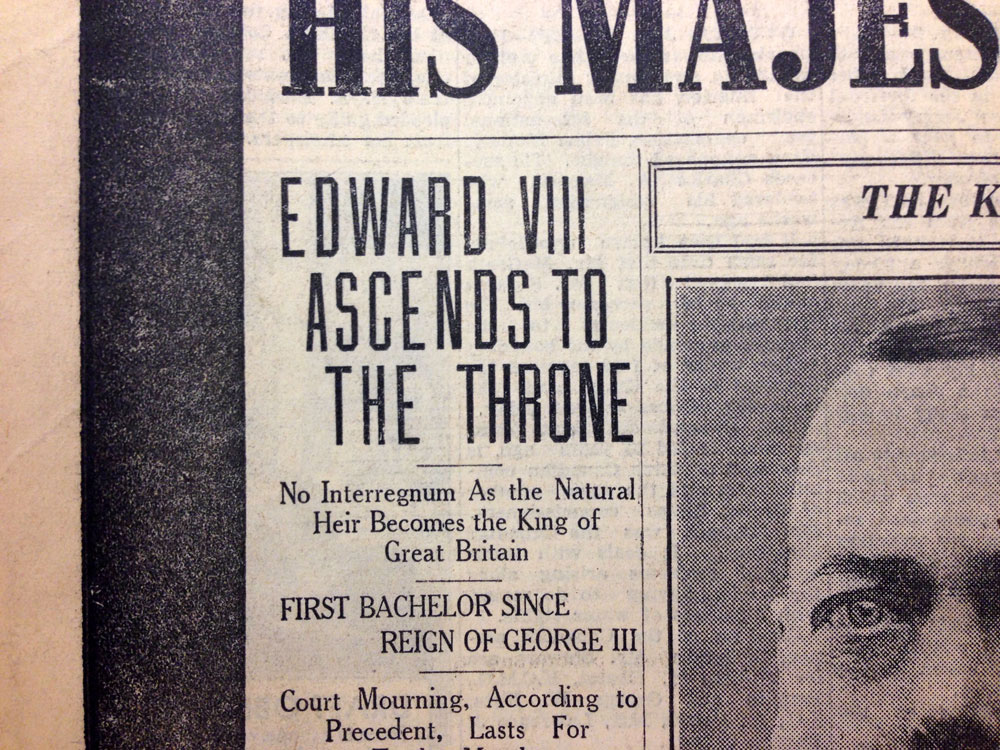 HIS MAJES
EDWARD VIII
ASCENDS TO
THE THRONE
THE K
No Interregnum As the Natural
Heir Becomes the King of
Great Britain
FIRST BACHELOR SINCE
REIGN OF GEORGE III
Court Mourning, According to
Precedent, Lasts For